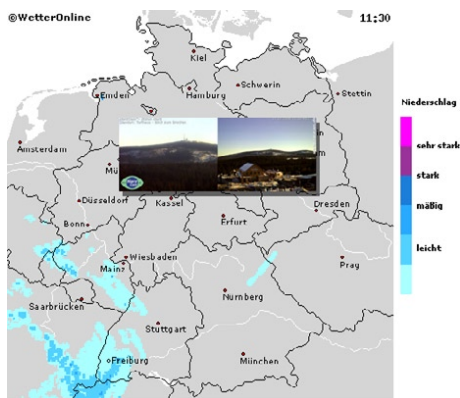 ©WetterOnline
11:30
Kiel
Schwerin
Stettin
Emden
Hamburg
Niederschlag
Amsterdam
sehr stark
stark
mäßig
leicht
Mü
Düsseldorf
Kassel
Dresden
Bonn
Erfurt
Wiesbaden
Mainz
Prag
Saarbrücken
Nürnberg
Stuttgart
Freiburg
München